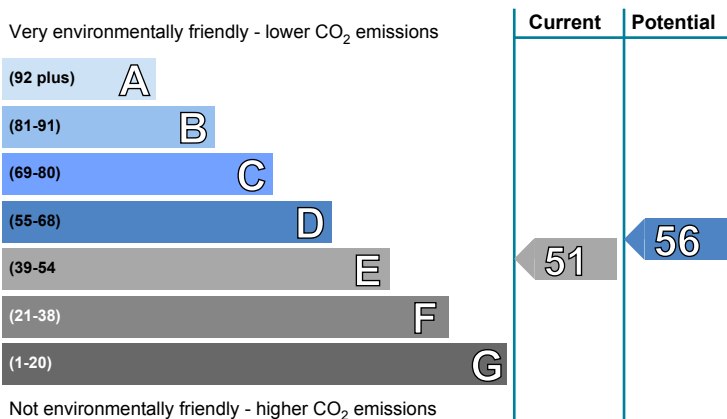 Very environmentally friendly - lower CO₂ emissions
Current
Potential
(92 plus) A
(81-91) B
(69-80) C
(55-68) D
(39-54 E
(21-38) F
(1-20) G
51
56
Not environmentally friendly - higher CO₂ emissions